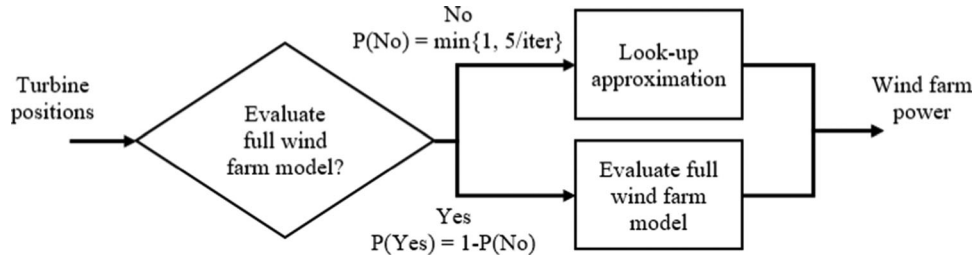 Turbine
positions
Evaluate
full wind
farm model?
No
P(No) = min{1, 5/iter}
Look-up
approximation
Yes
P(Yes) = 1-P(No)
Evaluate full
wind farm
model
Wind farm
power